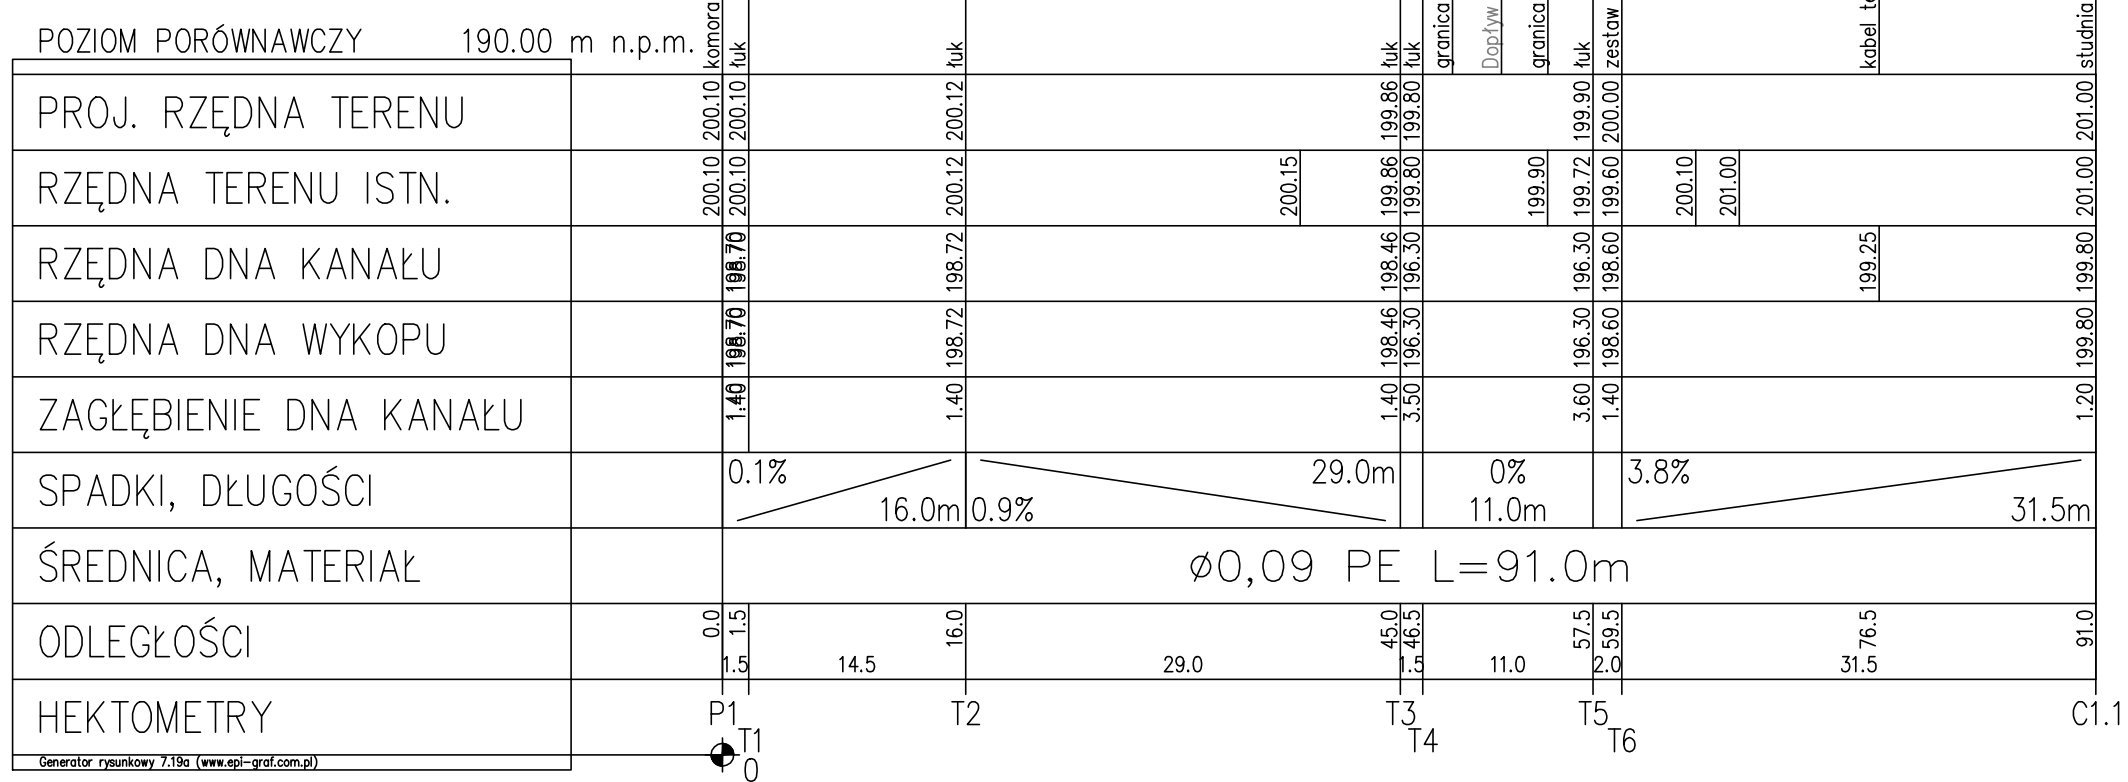 komora łuk łuk łuk łuk granica Dopływ granica łuk zestaw kabel studnia
POZIOM PORÓWNAWCZY 190.00 m n.p.m.
PROJ. RZĘDNA TERENU 200.10 200.10 200.12 199.86 199.80 199.90 200.00 201.00
RZĘDNA TERENU ISTN. 200.10 200.10 200.12 200.15 199.86 199.80 199.90 199.72 199.60 200.10 201.00 201.00
RZĘDNA DNA KANAŁU 198.70 198.72 198.46 196.30 196.30 198.60 199.25 199.80
RZĘDNA DNA WYKOPU 198.70 198.72 198.46 196.30 196.30 198.60 199.80
ZAGŁĘBIENIE DNA KANAŁU 1.40 1.40 1.40 3.50 3.60 1.40 1.20
SPADKI, DŁUGOŚCI
0.1% 29.0m 0% 3.8%
16.0m 0.9% 11.0m 31.5m
ŚREDNICA, MATERIAŁ ø0,09 PE L=91.0m
ODLEGŁOŚCI
0.0 1.5 16.0 45.0 46.5 57.5 59.5 76.5 91.0
1.5 14.5 29.0 1.5 11.0 2.0 31.5
HEKTOMETRY
P1 T2 T3 T5 C1.1
T1 T4 T6
0
Generator rysunkowy 7.19a (www.epi-graf.com.pl)